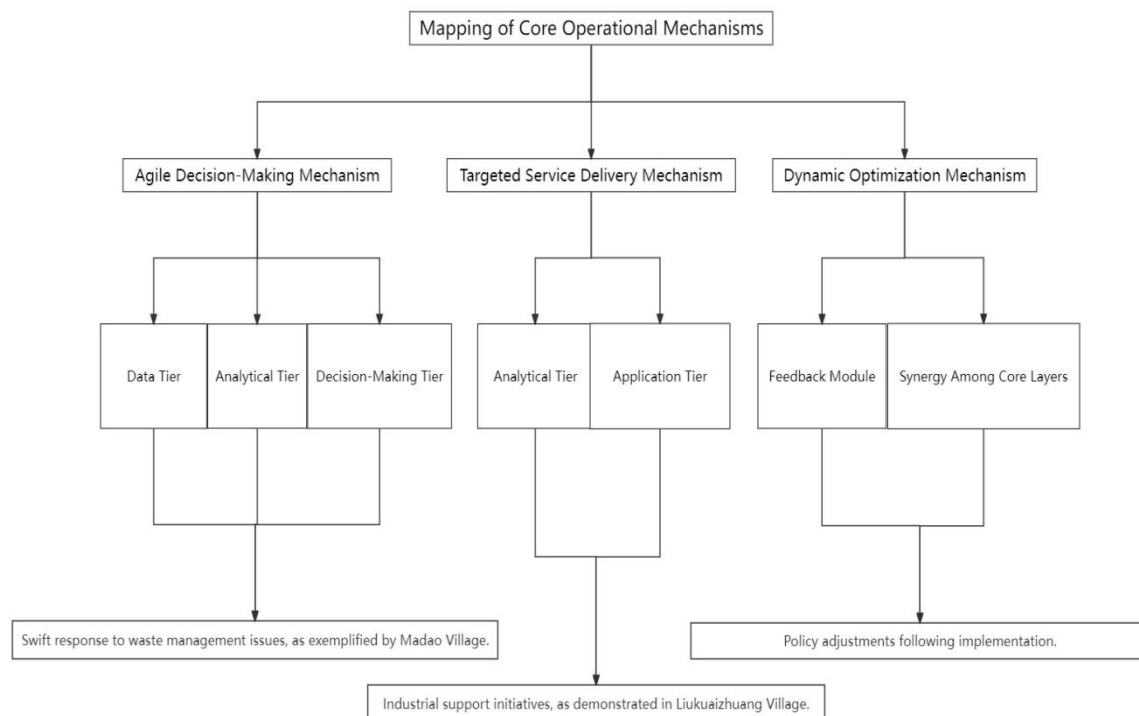 Mapping of Core Operational Mechanisms
Agile Decision-Making Mechanism
Targeted Service Delivery Mechanism
Dynamic Optimization Mechanism
Data Tier
Analytical Tier
Decision-Making Tier
Analytical Tier
Application Tier
Feedback Module
Synergy Among Core Layers
Swift response to waste management issues, as exemplified by Madao Village.
Policy adjustments following implementation.
Industrial support initiatives, as demonstrated in Liukuaizhuang Village.